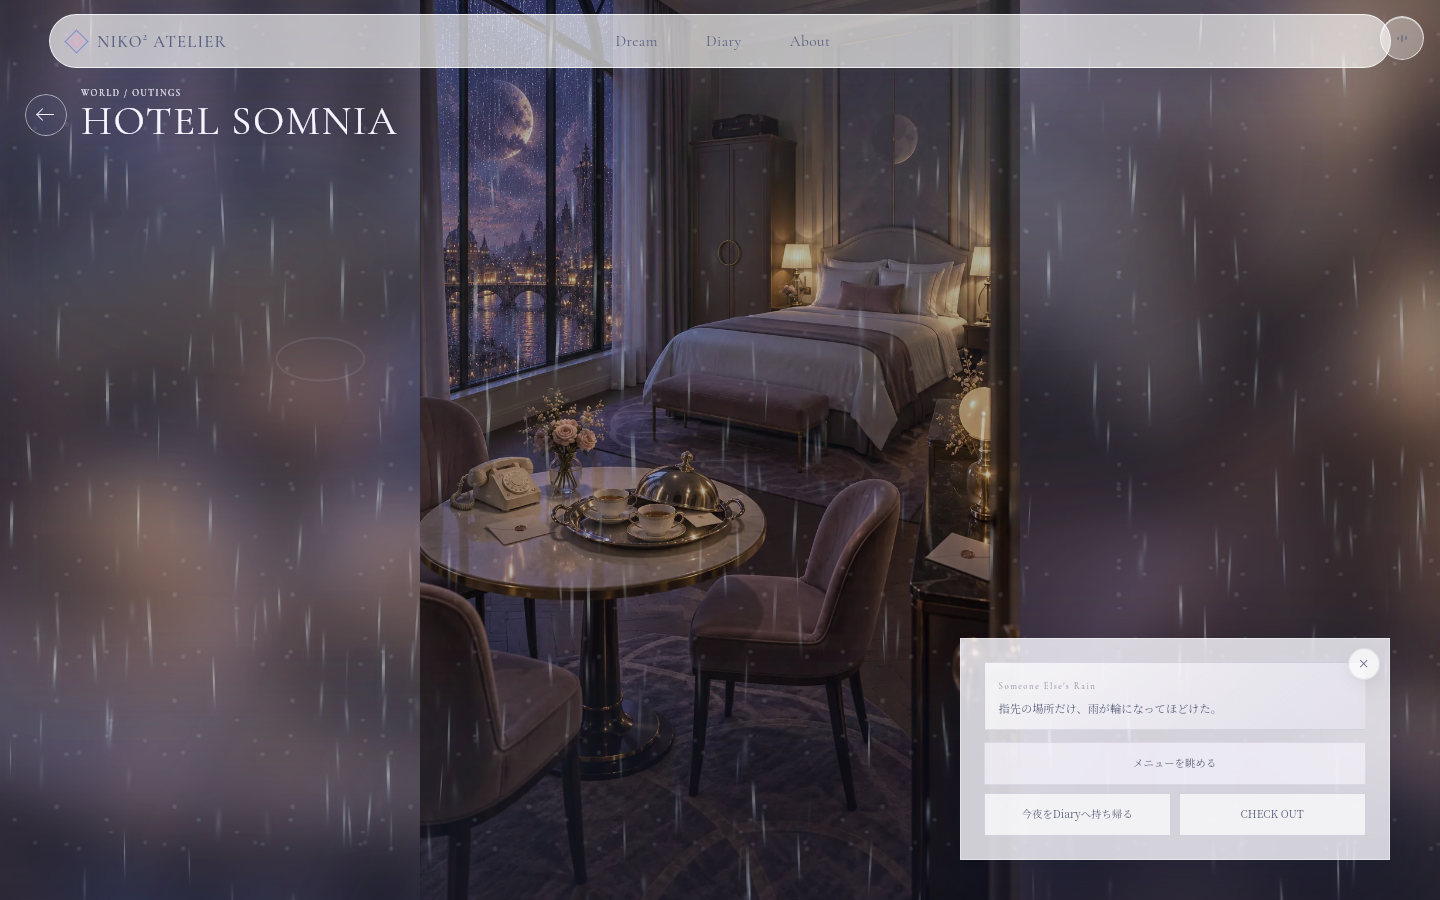 NIKO² ATELIER
Dream
Diary
About
WORLD / OUTINGS
HOTEL SOMNIA
Someone Else's Rain
指先の場所だけ、雨が輪になってほどけた。
メニューを眺める
今夜をDiaryへ持ち帰る
CHECK OUT